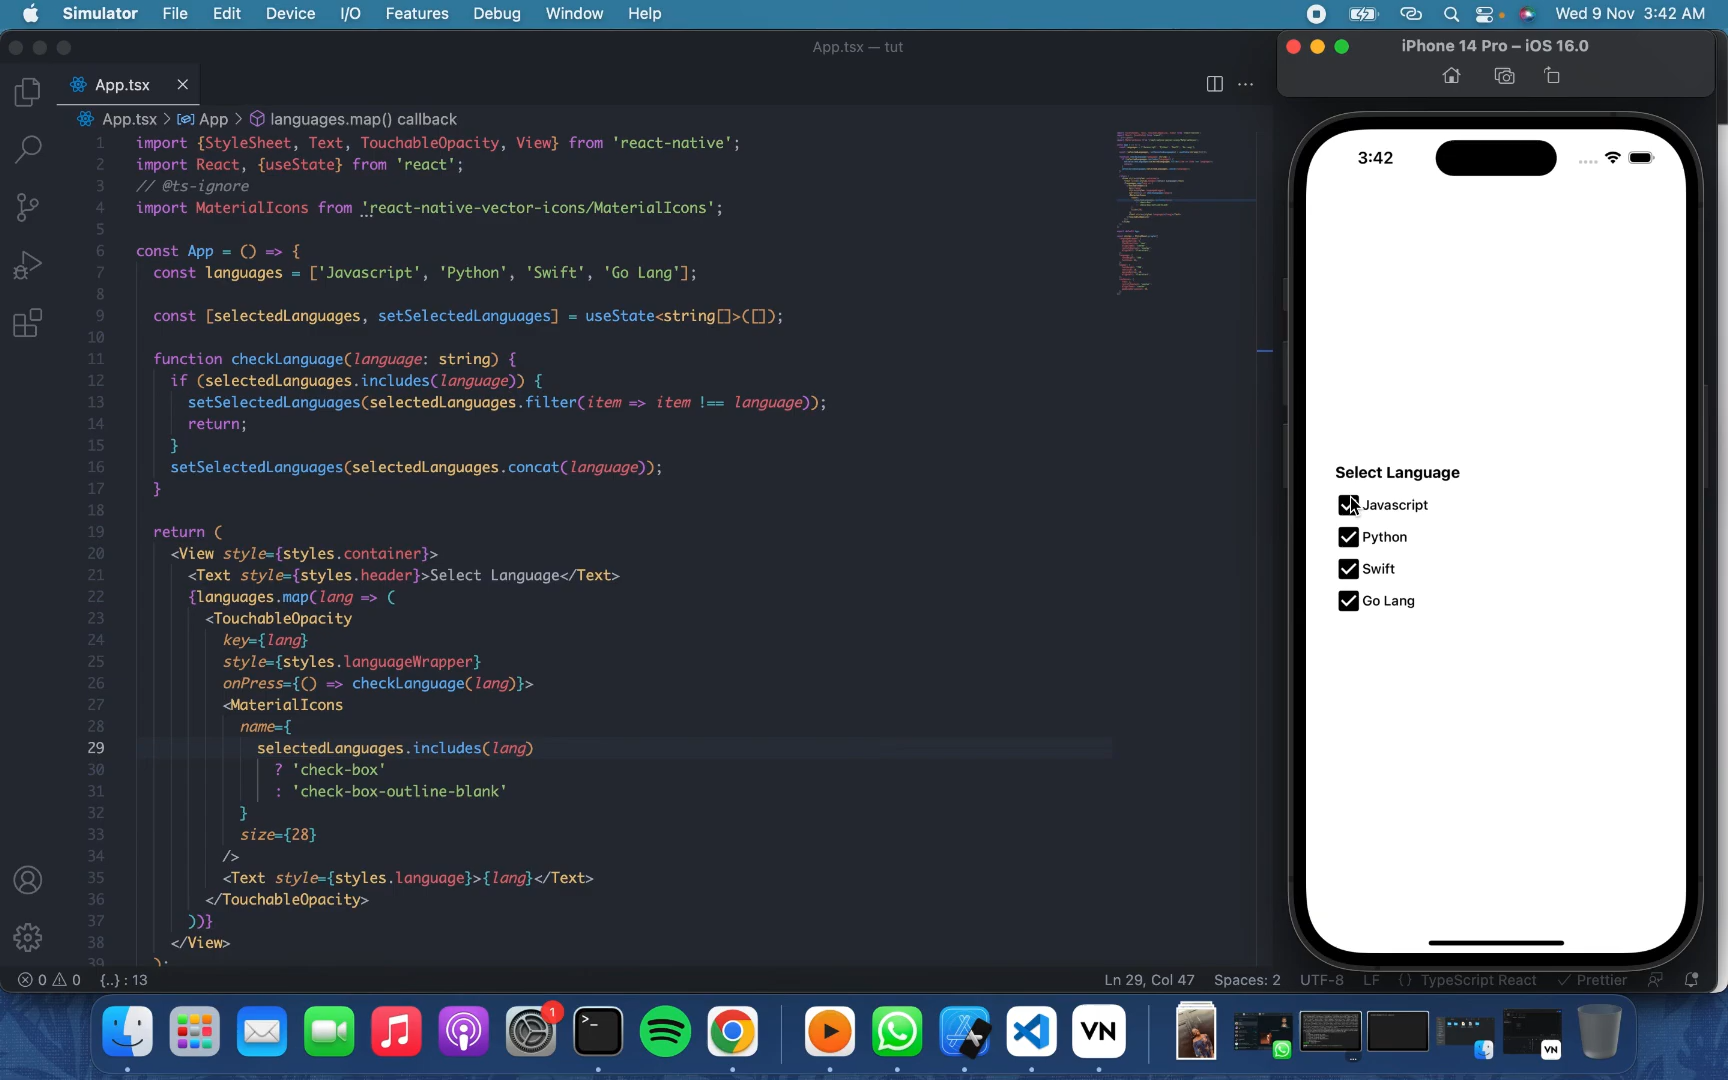 Simulator File Edit Device I/O Features Debug Window Help Wed 9 Nov 3:42 AM
App.tsx — tut
iPhone 14 Pro – iOS 16.0
App.tsx
App.tsx > App > languages.map() callback
1 import {StyleSheet, Text, TouchableOpacity, View} from 'react-native';
2 import React, {useState} from 'react';
3 // @ts-ignore
4 import MaterialIcons from 'react-native-vector-icons/MaterialIcons';
5
6 const App = () => {
7 const languages = ['Javascript', 'Python', 'Swift', 'Go Lang'];
8
9 const [selectedLanguages, setSelectedLanguages] = useState<string[]>([]);
10
11 function checkLanguage(language: string) {
12 if (selectedLanguages.includes(language)) {
13 setSelectedLanguages(selectedLanguages.filter(item => item !== language));
14 return;
15 }
16 setSelectedLanguages(selectedLanguages.concat(language));
17 }
18
19 return (
20 <View style={styles.container}>
21 <Text style={styles.header}>Select Language</Text>
22 {languages.map(lang => (
23 <TouchableOpacity
24 key={lang}
25 style={styles.languageWrapper}
26 onPress={() => checkLanguage(lang)}>
27 <MaterialIcons
28 name={
29 selectedLanguages.includes(lang)
30 ? 'check-box'
31 : 'check-box-outline-blank'
32 }
33 size={28}
34 />
35 <Text style={styles.language}>{lang}</Text>
36 </TouchableOpacity>
37 ))}
38 </View>
39 );
3:42
Select Language
Javascript
Python
Swift
Go Lang
0 0 {..} : 13 Ln 29, Col 47 Spaces: 2 UTF-8 LF {} TypeScript React Prettier
1
VN
VN